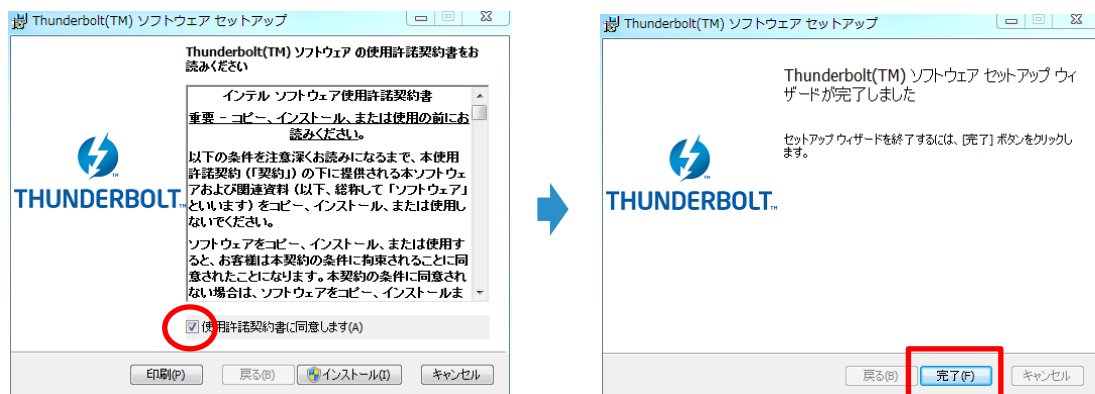 Thunderbolt(TM) ソフトウェア セットアップ
Thunderbolt(TM) ソフトウェア の使用許諾契約書をお
読みください
インテル ソフトウェア使用許諾契約書
重要 – コピー、インストール、または使用の前にお
読みください。
以下の条件を注意深くお読みになるまで、本使用
許諾契約 (「契約」) の下に提供される本ソフトウェ
アおよび関連資料 (以下、総称して「ソフトウェア」
といいます) をコピー、インストール、または使用し
ないでください。
ソフトウェアをコピー、インストール、または使用す
ると、お客様は本契約の条件に拘束されることに同
意されたことになります。本契約の条件に同意され
ない場合は、ソフトウェアをコピー、インストールま
THUNDERBOLT™
使用許諾契約書に同意します(A)
印刷(P)
戻る(B)
インストール(I)
キャンセル
Thunderbolt(TM) ソフトウェア セットアップ
Thunderbolt(TM) ソフトウェア セットアップ ウィ
ザードが完了しました
セットアップ ウィザードを終了するには、[完了] ボタンをクリックし
ます。
THUNDERBOLT™
戻る(B)
完了(F)
キャンセル